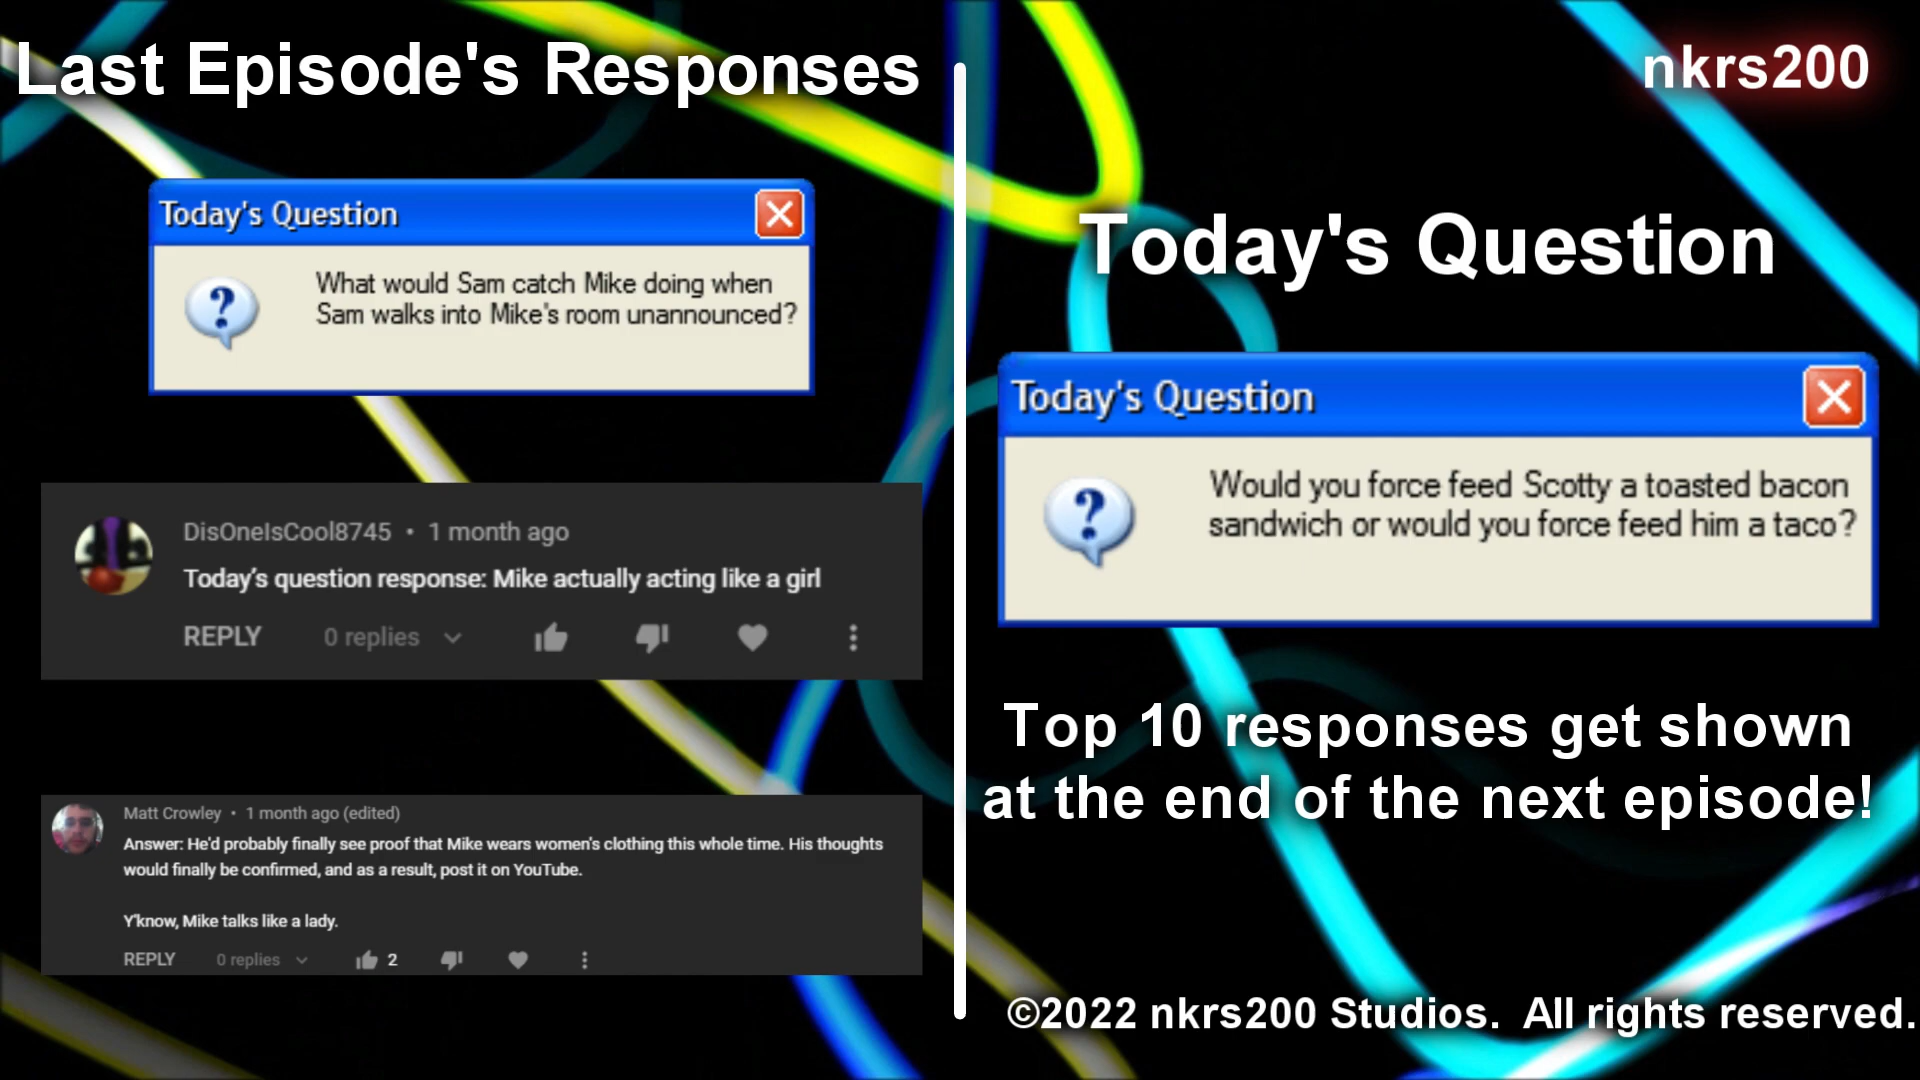 Last Episode's Responses
Today's Question
What would Sam catch Mike doing when
Sam walks into Mike's room unannounced?
DisOneIsCool8745 • 1 month ago
Today's question response: Mike actually acting like a girl
REPLY 0 replies
Matt Crowley • 1 month ago (edited)
Answer: He'd probably finally see proof that Mike wears women's clothing this whole time. His thoughts
would finally be confirmed, and as a result, post it on YouTube.
Y'know, Mike talks like a lady.
REPLY 0 replies 2
nkrs200
Today's Question
Today's Question
Would you force feed Scotty a toasted bacon
sandwich or would you force feed him a taco?
Top 10 responses get shown
at the end of the next episode!
©2022 nkrs200 Studios. All rights reserved.